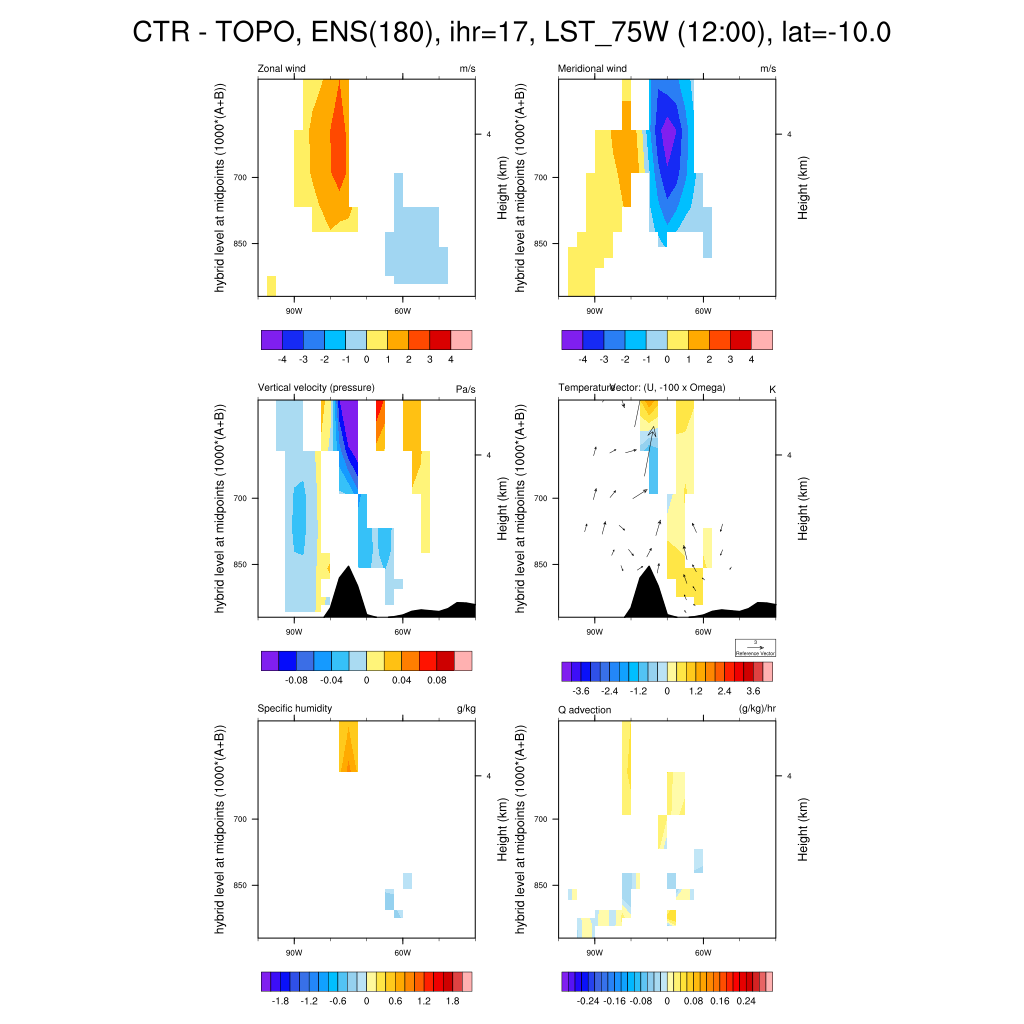 CTR - TOPO, ENS(180), ihr=17, LST_75W (12:00), lat=-10.0
Zonal wind m/s
hybrid level at midpoints (1000*(A+B))
Height (km)
4
700
850
90W 60W
-4 -3 -2 -1 0 1 2 3 4
Meridional wind m/s
hybrid level at midpoints (1000*(A+B))
Height (km)
4
700
850
90W 60W
-4 -3 -2 -1 0 1 2 3 4
Vertical velocity (pressure) Pa/s
hybrid level at midpoints (1000*(A+B))
Height (km)
4
700
850
90W 60W
-0.08 -0.04 0 0.04 0.08
Temperature Vector: (U, -100 x Omega) K
hybrid level at midpoints (1000*(A+B))
Height (km)
4
700
850
90W 60W
3
Reference Vector
-3.6 -2.4 -1.2 0 1.2 2.4 3.6
Specific humidity g/kg
hybrid level at midpoints (1000*(A+B))
Height (km)
4
700
850
90W 60W
-1.8 -1.2 -0.6 0 0.6 1.2 1.8
Q advection (g/kg)/hr
hybrid level at midpoints (1000*(A+B))
Height (km)
4
700
850
90W 60W
-0.24 -0.16 -0.08 0 0.08 0.16 0.24